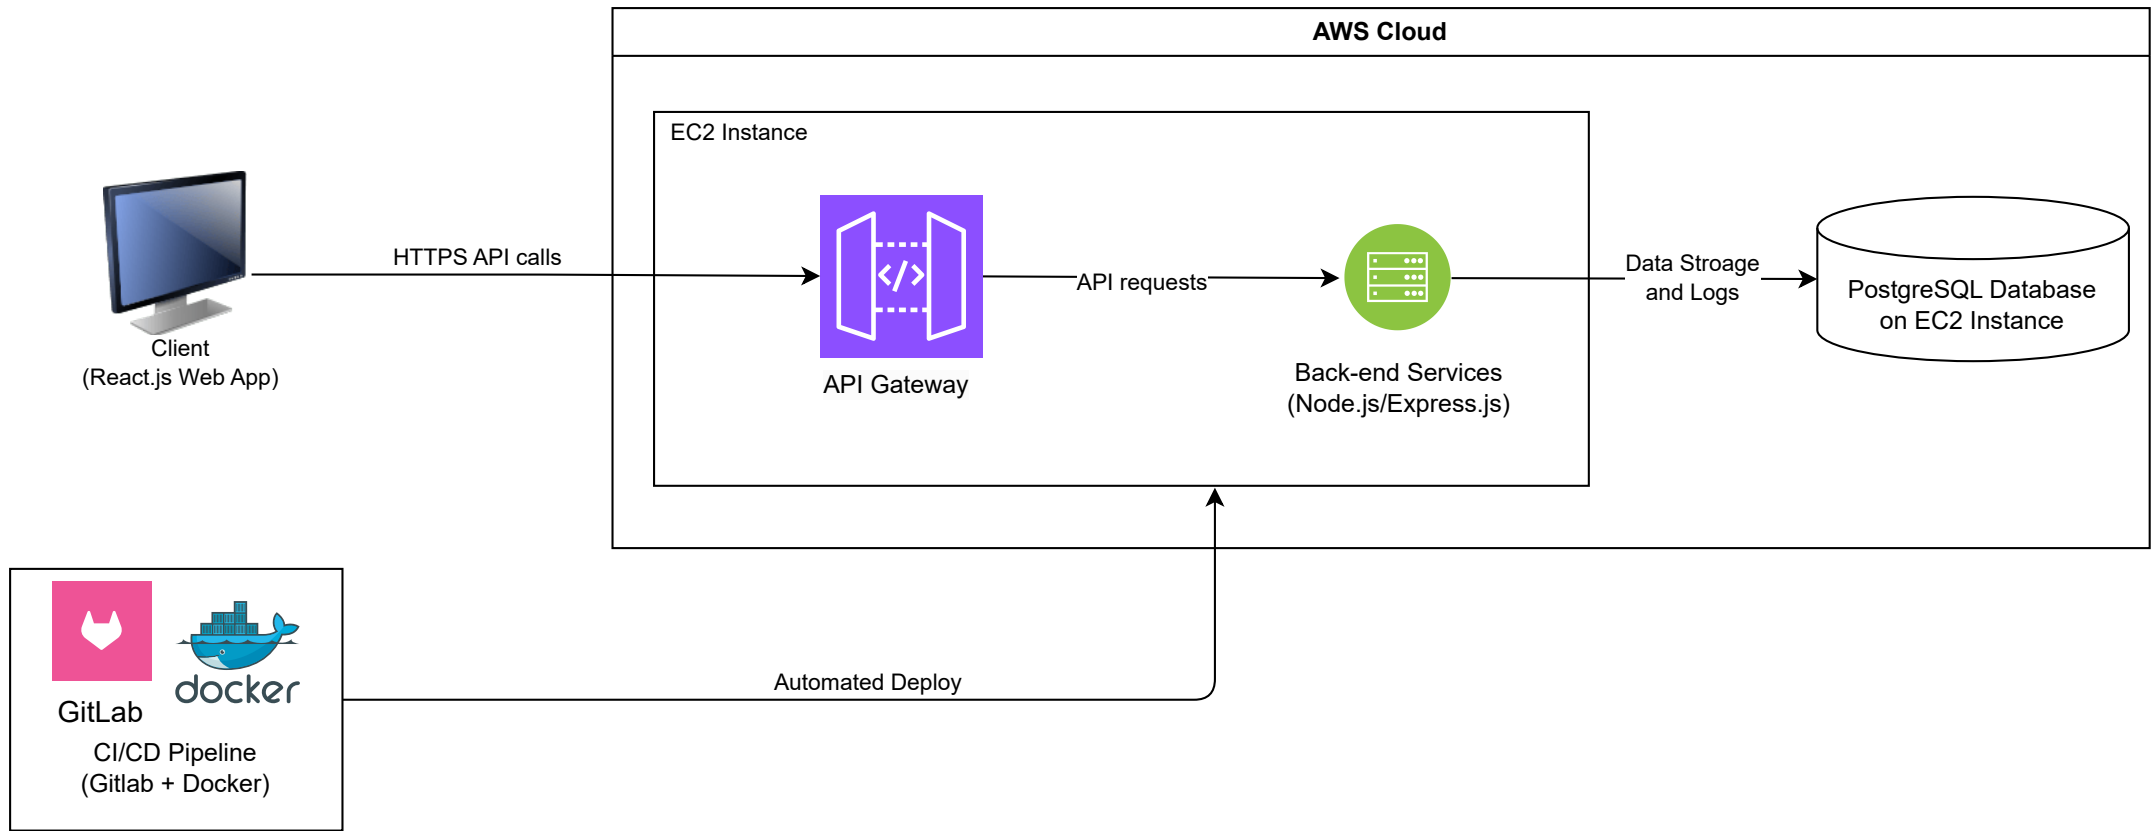 AWS Cloud
EC2 Instance
HTTPS API calls
Client
(React.js Web App)
API Gateway
API requests
Back-end Services
(Node.js/Express.js)
Data Stroage
and Logs
PostgreSQL Database
on EC2 Instance
GitLab
docker
CI/CD Pipeline
(Gitlab + Docker)
Automated Deploy